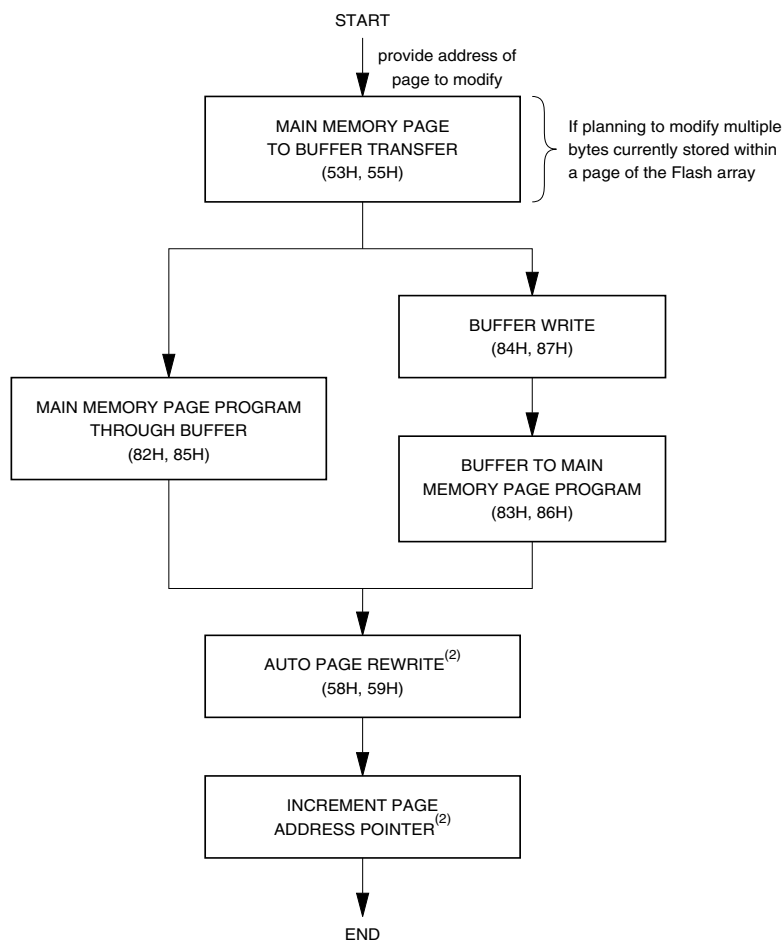 START
provide address of
page to modify
MAIN MEMORY PAGE
TO BUFFER TRANSFER
(53H, 55H)
If planning to modify multiple
bytes currently stored within
a page of the Flash array
BUFFER WRITE
(84H, 87H)
MAIN MEMORY PAGE PROGRAM
THROUGH BUFFER
(82H, 85H)
BUFFER TO MAIN
MEMORY PAGE PROGRAM
(83H, 86H)
AUTO PAGE REWRITE(2)
(58H, 59H)
INCREMENT PAGE
ADDRESS POINTER(2)
END